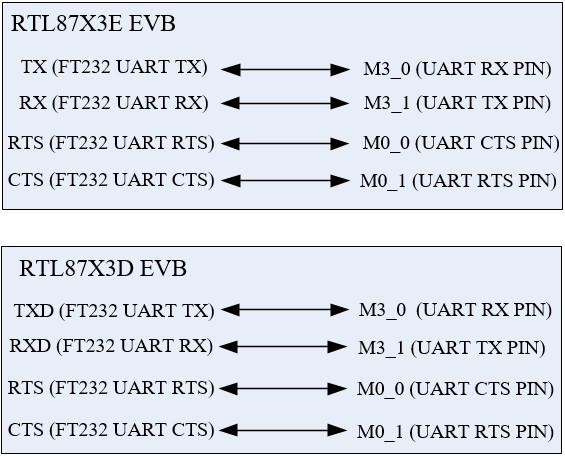 RTL87X3E EVB
TX (FT232 UART TX) M3_0 (UART RX PIN)
RX (FT232 UART RX) M3_1 (UART TX PIN)
RTS (FT232 UART RTS) M0_0 (UART CTS PIN)
CTS (FT232 UART CTS) M0_1 (UART RTS PIN)
RTL87X3D EVB
TXD (FT232 UART TX) M3_0 (UART RX PIN)
RXD (FT232 UART RX) M3_1 (UART TX PIN)
RTS (FT232 UART RTS) M0_0 (UART CTS PIN)
CTS (FT232 UART CTS) M0_1 (UART RTS PIN)